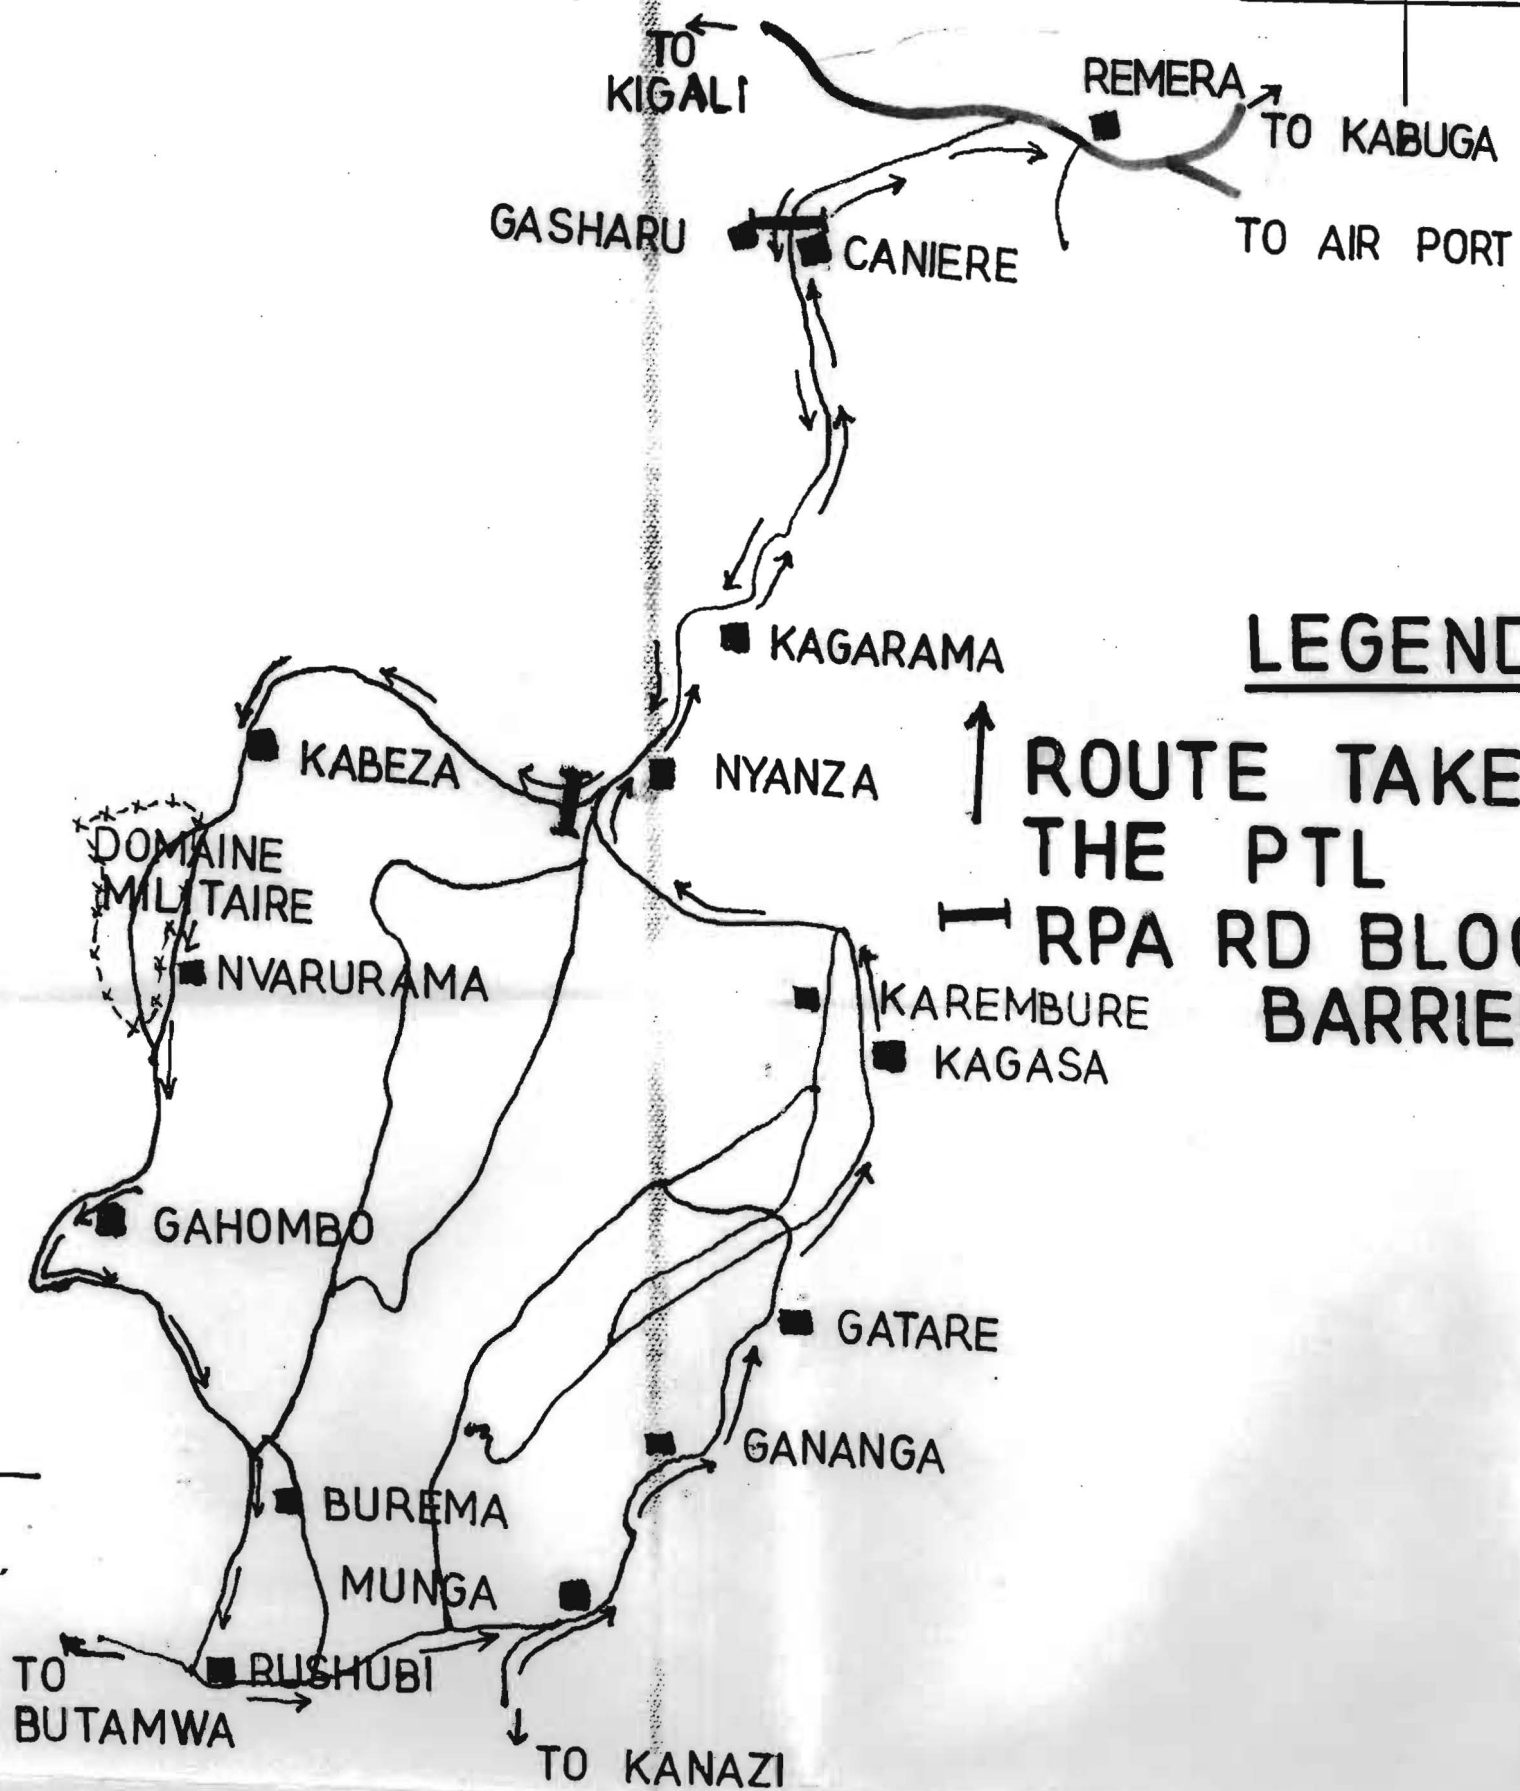 TO
KIGALI
REMERA
TO KABUGA
TO AIR PORT
GASHARU
CANIERE
KAGARAMA
LEGEND
KABEZA
NYANZA
ROUTE TAKE
THE PTL
RPA RD BLOC
BARRIE
DOMAINE
MILITAIRE
NVARURAMA
KAREMBURE
KAGASA
GAHOMBO
GATARE
GANANGA
BUREMA
MUNGA
RUSHUBI
TO
BUTAMWA
TO KANAZI